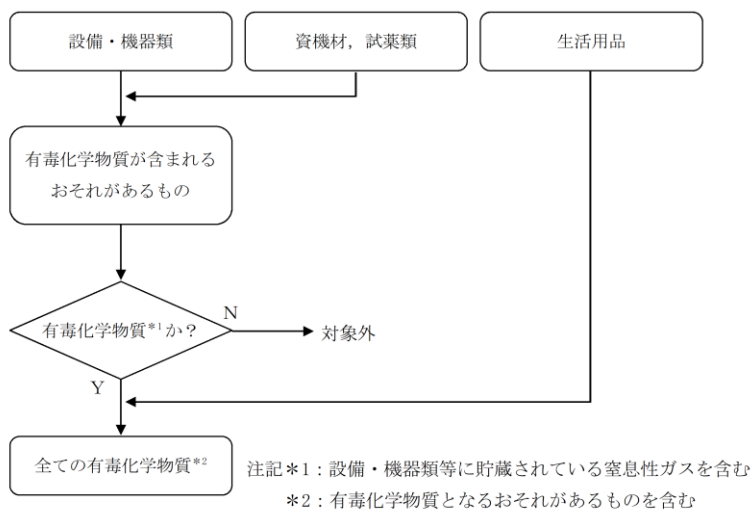 設備・機器類
資機材，試薬類
生活用品
有毒化学物質が含まれる
おそれがあるもの
有毒化学物質*1か？
N
対象外
Y
全ての有毒化学物質*2
注記＊1：設備・機器類等に貯蔵されている窒息性ガスを含む
＊2：有毒化学物質となるおそれがあるものを含む